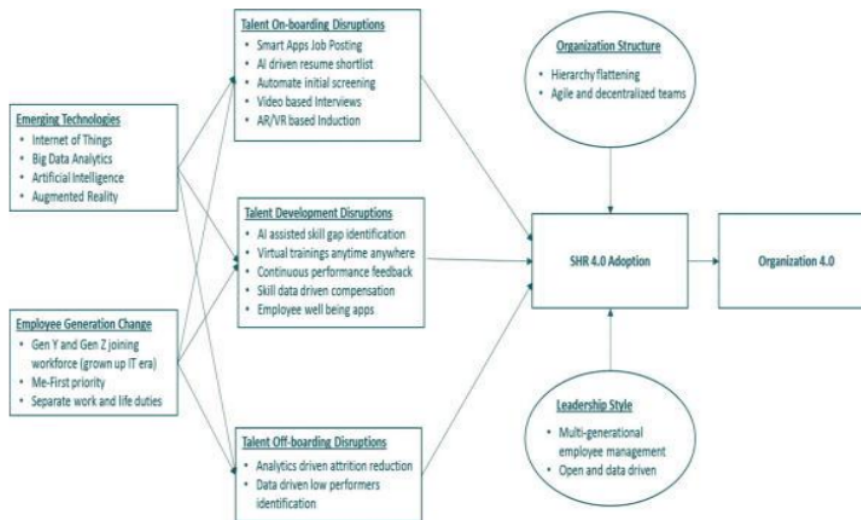 Emerging Technologies
• Internet of Things
• Big Data Analytics
• Artificial Intelligence
• Augmented Reality
Employee Generation Change
• Gen Y and Gen Z joining
workforce (grown up IT era)
• Me-First priority
• Separate work and life duties
Talent On-boarding Disruptions
• Smart Apps Job Posting
• AI driven resume shortlist
• Automate initial screening
• Video based Interviews
• AR/VR based Induction
Talent Development Disruptions
• AI assisted skill gap identification
• Virtual trainings anytime anywhere
• Continuous performance feedback
• Skill data driven compensation
• Employee well being apps
Talent Off-boarding Disruptions
• Analytics driven attrition reduction
• Data driven low performers
identification
Organization Structure
• Hierarchy flattening
• Agile and decentralized teams
SHR 4.0 Adoption
Organization 4.0
Leadership Style
• Multi-generational
employee management
• Open and data driven